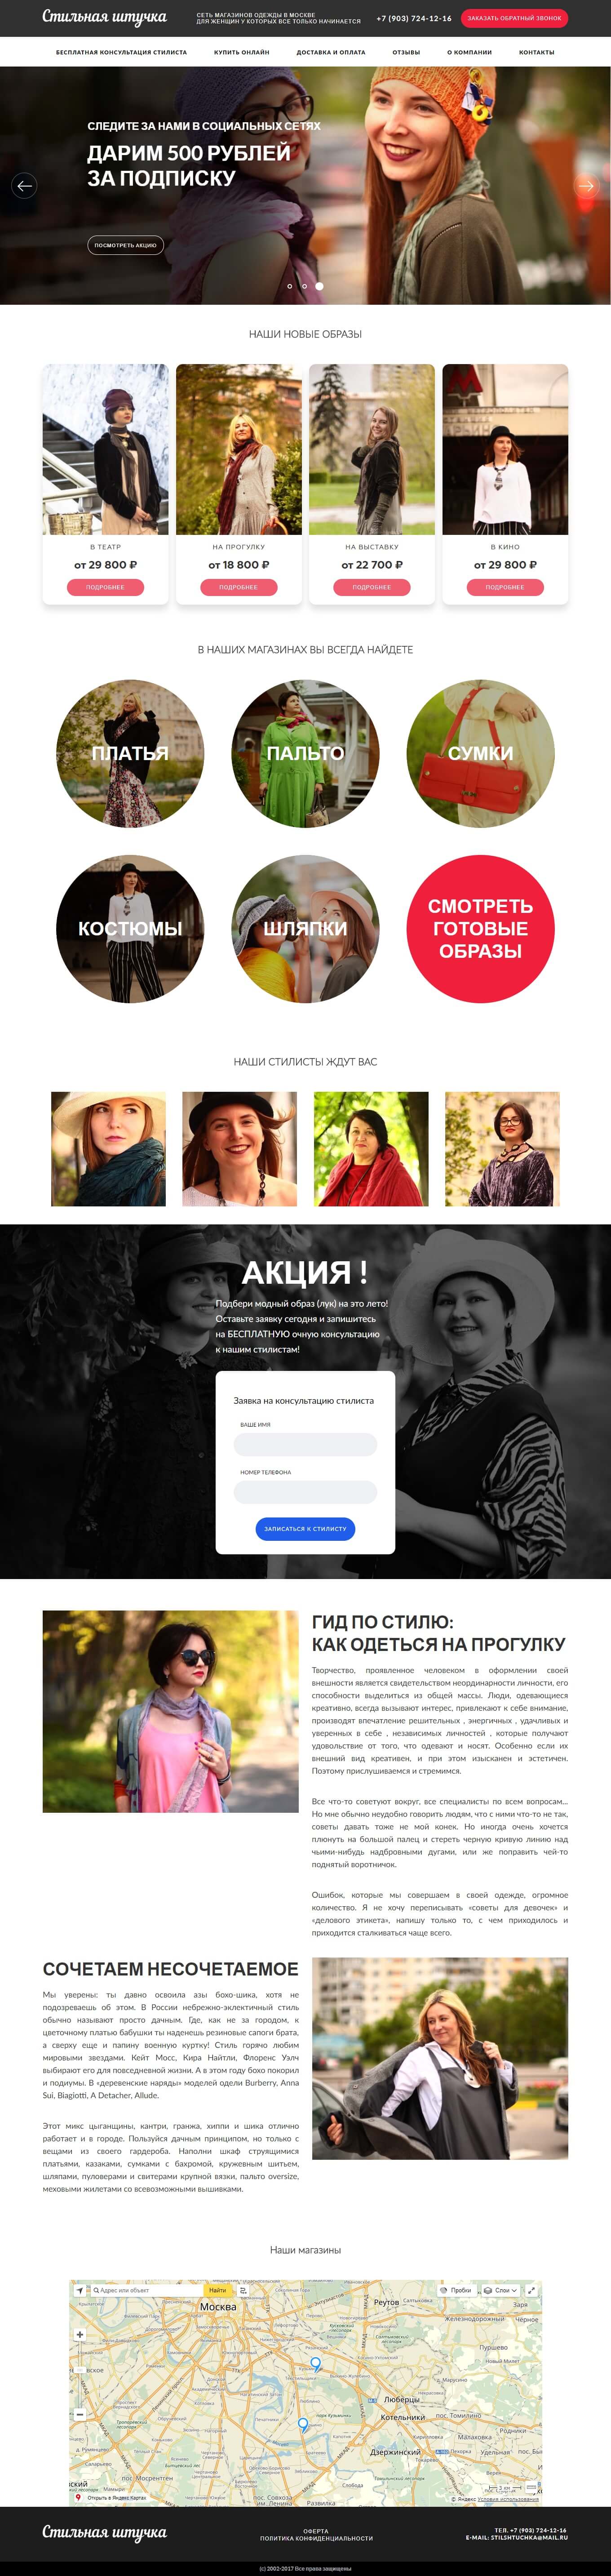 Стильная штучка
СЕТЬ МАГАЗИНОВ ОДЕЖДЫ В МОСКВЕ
ДЛЯ ЖЕНЩИН У КОТОРЫХ ВСЕ ТОЛЬКО НАЧИНАЕТСЯ
+7 (903) 724-12-16
ЗАКАЗАТЬ ОБРАТНЫЙ ЗВОНОК
БЕСПЛАТНАЯ КОНСУЛЬТАЦИЯ СТИЛИСТА
КУПИТЬ ОНЛАЙН
ДОСТАВКА И ОПЛАТА
ОТЗЫВЫ
О КОМПАНИИ
КОНТАКТЫ
СЛЕДИТЕ ЗА НАМИ В СОЦИАЛЬНЫХ СЕТЯХ
ДАРИМ 500 РУБЛЕЙ
ЗА ПОДПИСКУ
ПОСМОТРЕТЬ АКЦИЮ
НАШИ НОВЫЕ ОБРАЗЫ
В ТЕАТР
от 29 800 ₽
ПОДРОБНЕЕ
НА ПРОГУЛКУ
от 18 800 ₽
ПОДРОБНЕЕ
НА ВЫСТАВКУ
от 22 700 ₽
ПОДРОБНЕЕ
В КИНО
от 29 800 ₽
ПОДРОБНЕЕ
В НАШИХ МАГАЗИНАХ ВЫ ВСЕГДА НАЙДЕТЕ
ПЛАТЬЯ
ПАЛЬТО
СУМКИ
КОСТЮМЫ
ШЛЯПКИ
СМОТРЕТЬ
ГОТОВЫЕ
ОБРАЗЫ
НАШИ СТИЛИСТЫ ЖДУТ ВАС
АКЦИЯ !
Подбери модный образ (лук) на это лето!
Оставьте заявку сегодня и запишитесь
на БЕСПЛАТНУЮ очную консультацию
к нашим стилистам!
Заявка на консультацию стилиста
ВАШЕ ИМЯ
НОМЕР ТЕЛЕФОНА
ЗАПИСАТЬСЯ К СТИЛИСТУ
ГИД ПО СТИЛЮ:
КАК ОДЕТЬСЯ НА ПРОГУЛКУ
Творчество, проявленное человеком в оформлении своей
внешности является свидетельством неординарности личности, его
способности выделиться из общей массы. Люди, одевающиеся
креативно, всегда вызывают интерес, привлекают к себе внимание,
производят впечатление решительных , энергичных , удачливых и
уверенных в себе , независимых личностей , которые получают
удовольствие от того, что одевают и носят. Особенно если их
внешний вид креативен, и при этом изысканен и эстетичен.
Поэтому прислушиваемся и стремимся.
Все что-то советуют вокруг, все специалисты по всем вопросам...
Но мне обычно неудобно говорить людям, что с ними что-то не так,
советы давать тоже не мой конек. Но иногда очень хочется
плюнуть на большой палец и стереть черную кривую линию над
чьими-нибудь надбровными дугами, или же поправить чей-то
поднятый воротничок.
Ошибок, которые мы совершаем в своей одежде, огромное
количество. Я не хочу переписывать «советы для девочек» и
«делового этикета», напишу только то, с чем приходилось и
приходится сталкиваться чаще всего.
СОЧЕТАЕМ НЕСОЧЕТАЕМОЕ
Мы уверены: ты давно освоила азы бохо-шика, хотя не
подозреваешь об этом. В России небрежно-эклектичный стиль
обычно называют просто дачным. Где, как не за городом, к
цветочному платью бабушки ты наденешь резиновые сапоги брата,
а сверху еще и папину военную куртку! Стиль горячо любим
мировыми звездами. Кейт Мосс, Кира Найтли, Флоренс Уэлч
выбирают его для повседневной жизни. А в этом году бохо покорил
и подиумы. В «деревенские наряды» моделей одели Burberry, Anna
Sui, Biagiotti, A Detacher, Allude.
Этот микс цыганщины, кантри, гранжа, хиппи и шика отлично
работает и в городе. Пользуйся дачным принципом, но только с
вещами из своего гардероба. Наполни шкаф струящимися
платьями, казаками, сумками с бахромой, кружевным шитьем,
шляпами, пуловерами и свитерами крупной вязки, пальто oversize,
меховыми жилетами со всевозможными вышивками.
Наши магазины
Адрес или объект
Найти
Пробки
Слои
Москва
Реутов
Железнодорожный
Люберцы
Котельники
Дзержинский
пос. Томилино
Малаховка
Открыть в Яндекс.Картах
© Яндекс Условия использования
Стильная штучка
ОФЕРТА
ПОЛИТИКА КОНФИДЕНЦИАЛЬНОСТИ
ТЕЛ. +7 (903) 724-12-16
E-MAIL: STILSHTUCHKA@MAIL.RU
(c) 2002-2017 Все права защищены